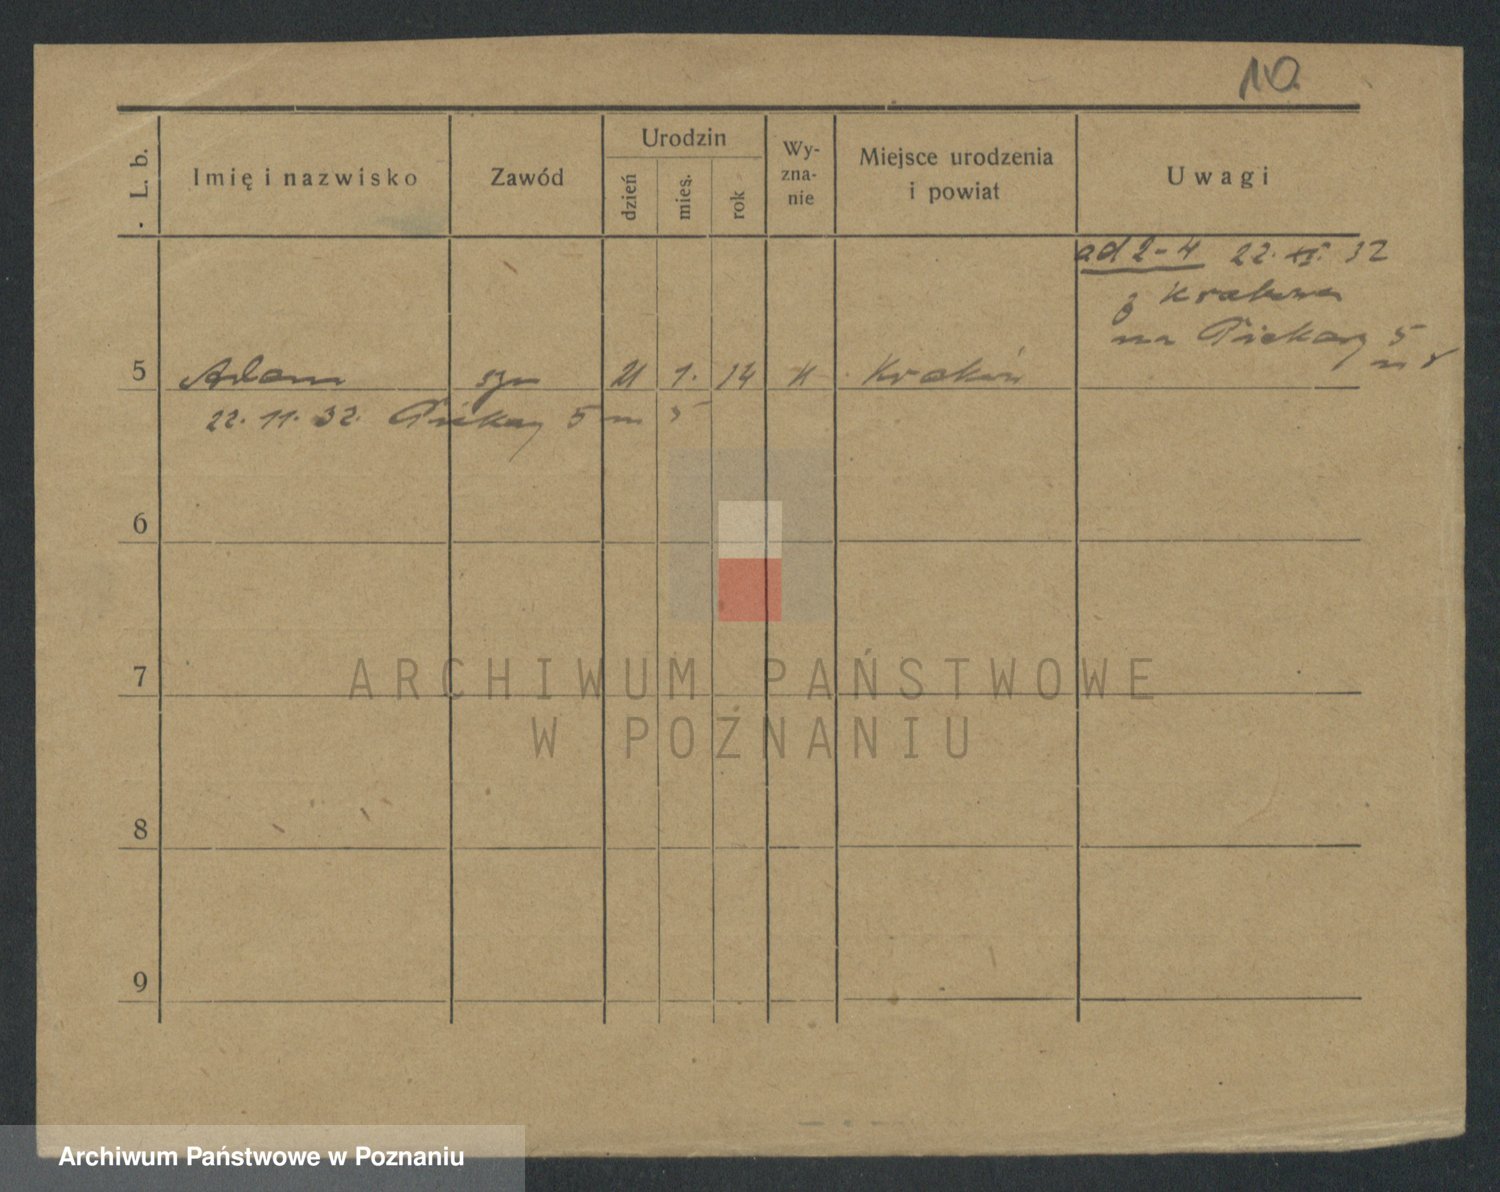 10.
L. b.
Imię i nazwisko
Zawód
Urodzin
dzień
mies.
rok
Wy-
zna-
nie
Miejsce urodzenia
i powiat
Uwagi
ad 2-4 22. XI. 32
z Krakowa
na Piekary 5
m
5 Adam syn 21 1. 14 K Kraków
22. 11. 32. Piekary 5 m 5
6
7
8
9
ARCHIWUM PAŃSTWOWE
W POZNANIU
Archiwum Państwowe w Poznaniu